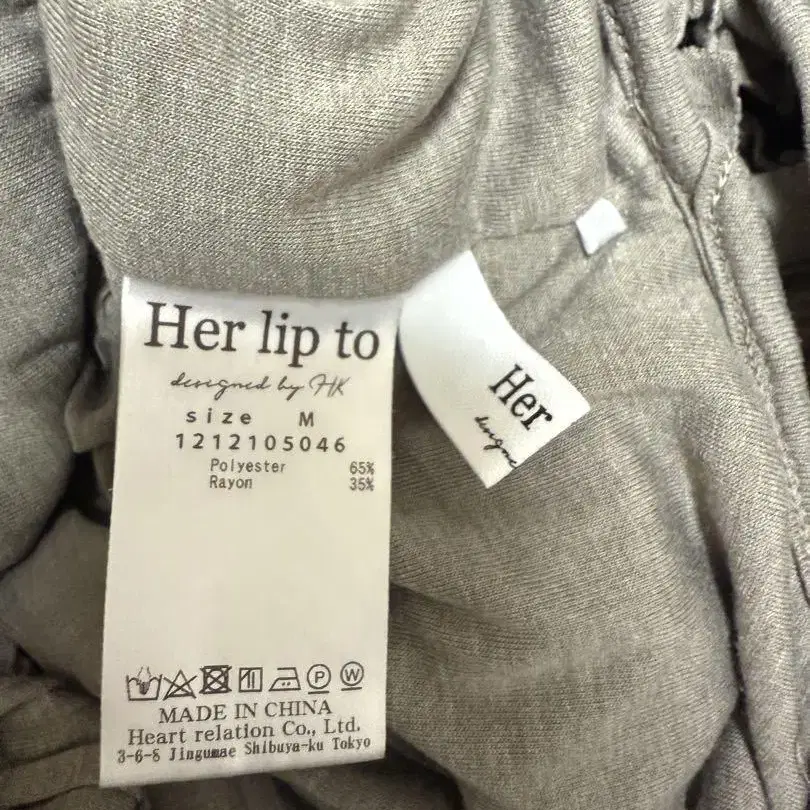 Her lip to
designed by HK
size M
1212105046
Polyester 65%
Rayon 35%
P W
MADE IN CHINA
Heart relation Co., Ltd.
3-6-8 Jingumae Shibuya-ku Tokyo
Her
designe